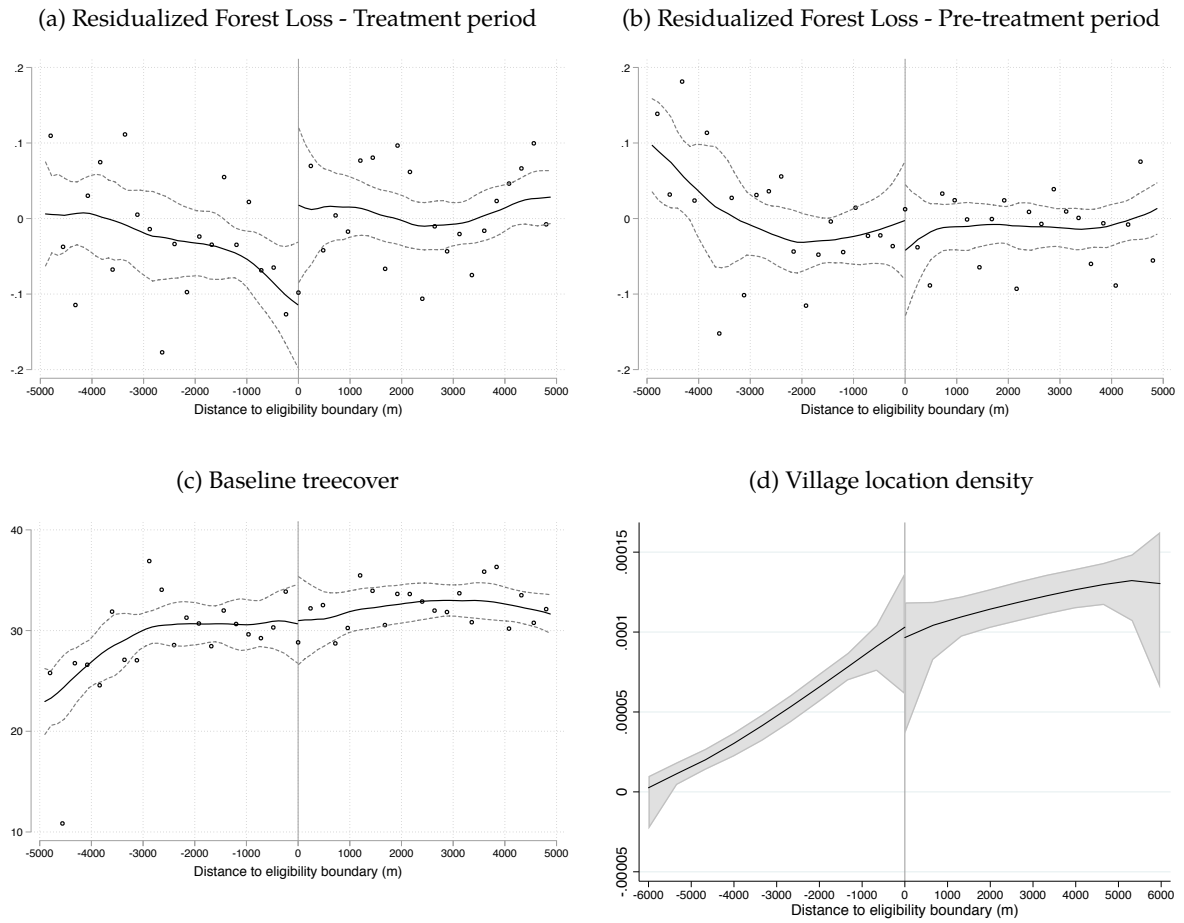 (a) Residualized Forest Loss - Treatment period
.2
.1
0
-.1
-.2
-5000 -4000 -3000 -2000 -1000 0 1000 2000 3000 4000 5000
Distance to eligibility boundary (m)
(b) Residualized Forest Loss - Pre-treatment period
.2
.1
0
-.1
-.2
-5000 -4000 -3000 -2000 -1000 0 1000 2000 3000 4000 5000
Distance to eligibility boundary (m)
(c) Baseline treecover
40
30
20
10
-5000 -4000 -3000 -2000 -1000 0 1000 2000 3000 4000 5000
Distance to eligibility boundary (m)
(d) Village location density
.00015
.0001
.00005
0
-.00005
-6000 -5000 -4000 -3000 -2000 -1000 0 1000 2000 3000 4000 5000 6000
Distance to eligibility boundary (m)